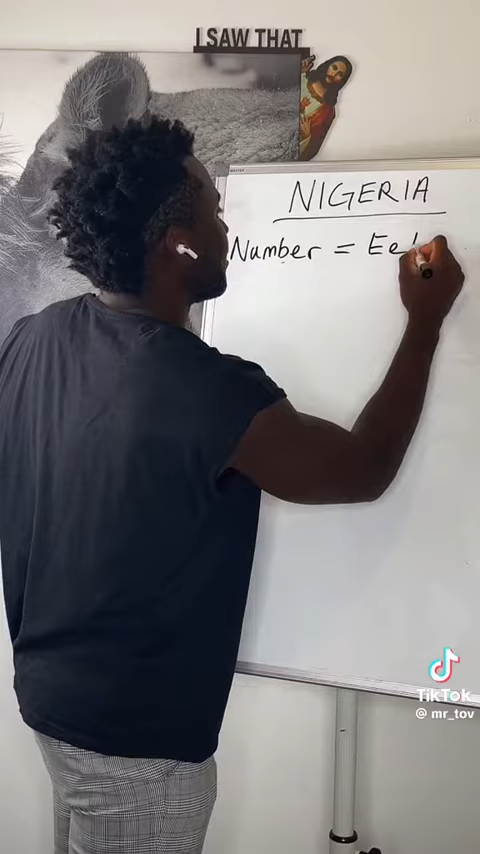 I SAW THAT
NIGERIA
Number = Ee
TikTok
@ mr_tov